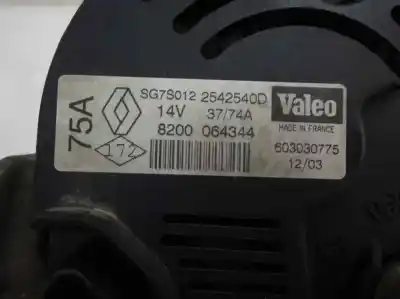 75A
SG7S012 2542540D
14V 37/74A
8200 064344
172
Valeo
MADE IN FRANCE
603030775
12/03